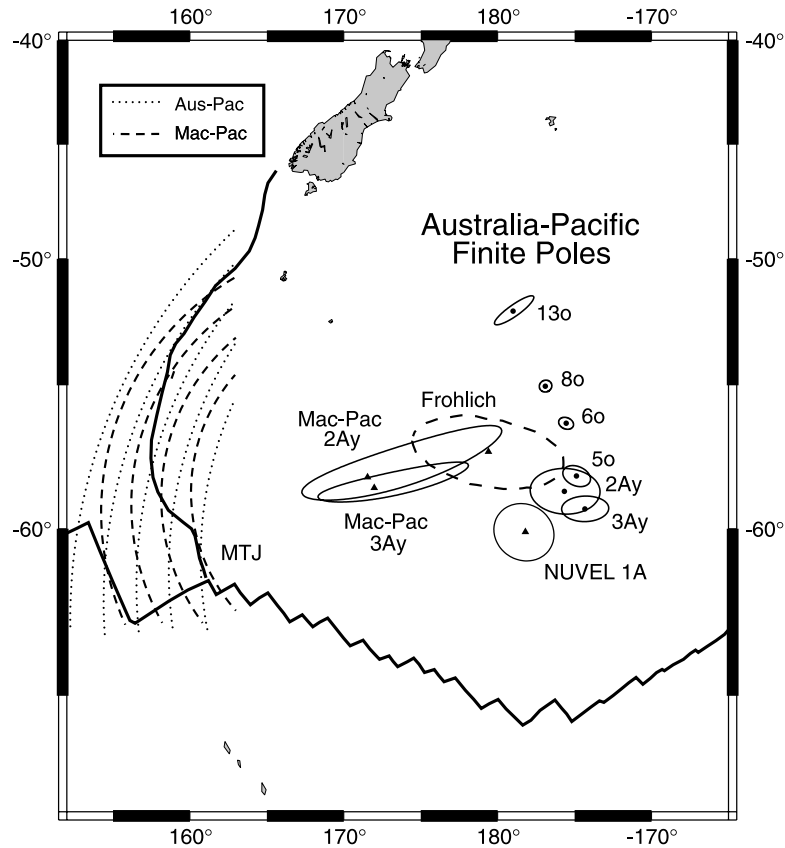 160° 170° 180° -170°
-40° -40°
Aus-Pac
Mac-Pac
Australia-Pacific
Finite Poles
-50° -50°
13o
8o
Frohlich
6o
Mac-Pac
2Ay
5o
2Ay
3Ay
Mac-Pac
3Ay
-60° -60°
MTJ
NUVEL 1A
160° 170° 180° -170°